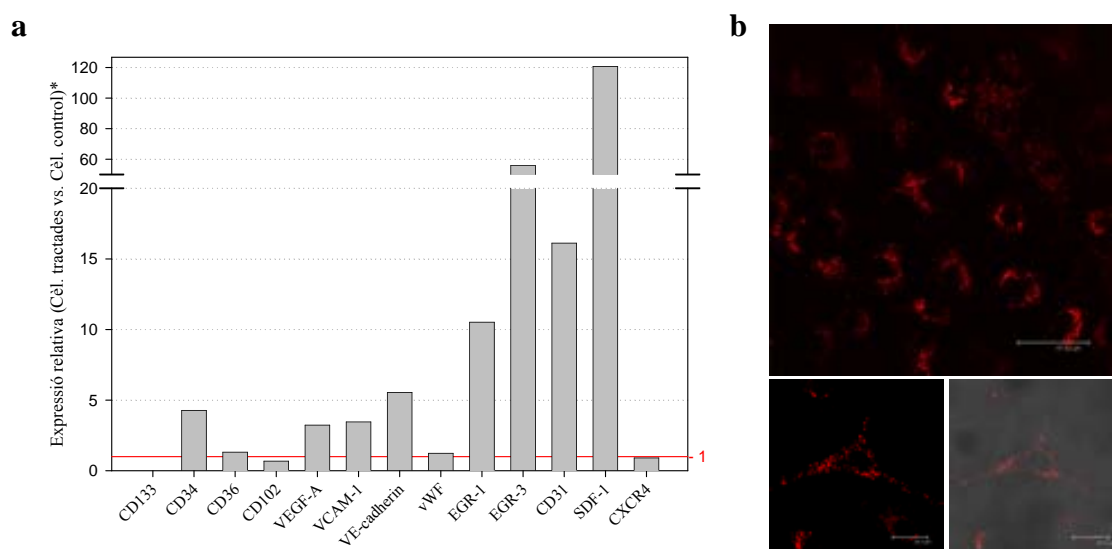 a
b
Expressió relativa (Cèl. tractades vs. Cèl. control)*
120
100
80
60
20
15
10
5
0
1
CD133
CD34
CD36
CD102
VEGF-A
VCAM-1
VE-cadherin
vWF
EGR-1
EGR-3
CD31
SDF-1
CXCR4